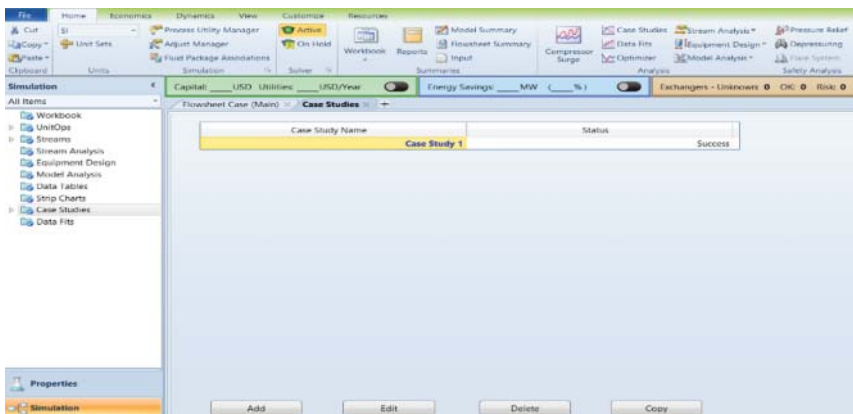 File Home Economics Dynamics View Customize Resources
Cut SI Process Utility Manager Active Model Summary Case Studies Stream Analysis Pressure Relief
Copy Unit Sets Adjust Manager On Hold Flowsheet Summary Data Fits Equipment Design Depressuring
Paste Fluid Package Associations Workbook Reports Input Compressor Surge Optimizer Model Analysis Flare System
Clipboard Units Simulation Solver Summaries Analysis Safety Analysis
Simulation Capital: ____USD Utilities: ____USD/Year Energy Savings: ____MW (____%) Exchangers - Unknown: 0 OK: 0 Risk: 0
All Items Flowsheet Case (Main) Case Studies +
Workbook
UnitOps
Streams
Stream Analysis
Equipment Design
Model Analysis
Data Tables
Strip Charts
Case Studies
Data Fits
Case Study Name Status
Case Study 1 Success
Properties
Simulation
Add Edit Delete Copy